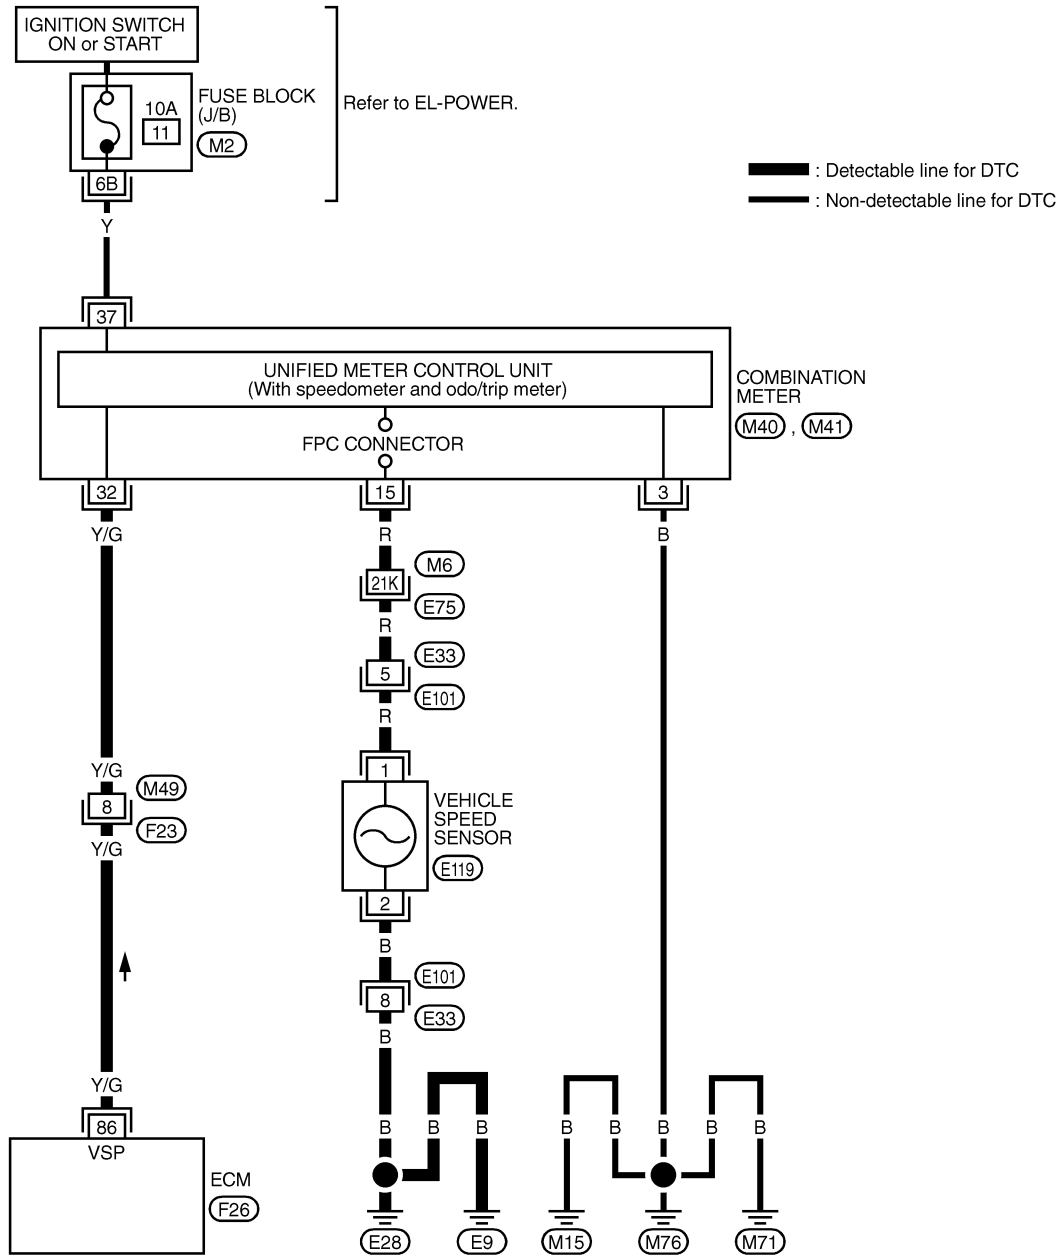 IGNITION SWITCH
ON or START
10A
11
FUSE BLOCK
(J/B)
M2
Refer to EL-POWER.
6B
: Detectable line for DTC
: Non-detectable line for DTC
Y
37
UNIFIED METER CONTROL UNIT
(With speedometer and odo/trip meter)
COMBINATION
METER
M40 , M41
FPC CONNECTOR
32
15
3
Y/G
R
B
M6
21K
E75
R
E33
5
E101
R
Y/G
1
M49
8
F23
Y/G
VEHICLE
SPEED
SENSOR
E119
2
B
E101
8
E33
B
Y/G
86
VSP
ECM
F26
B
B
B
B
B
B
B
B
E28
E9
M15
M76
M71